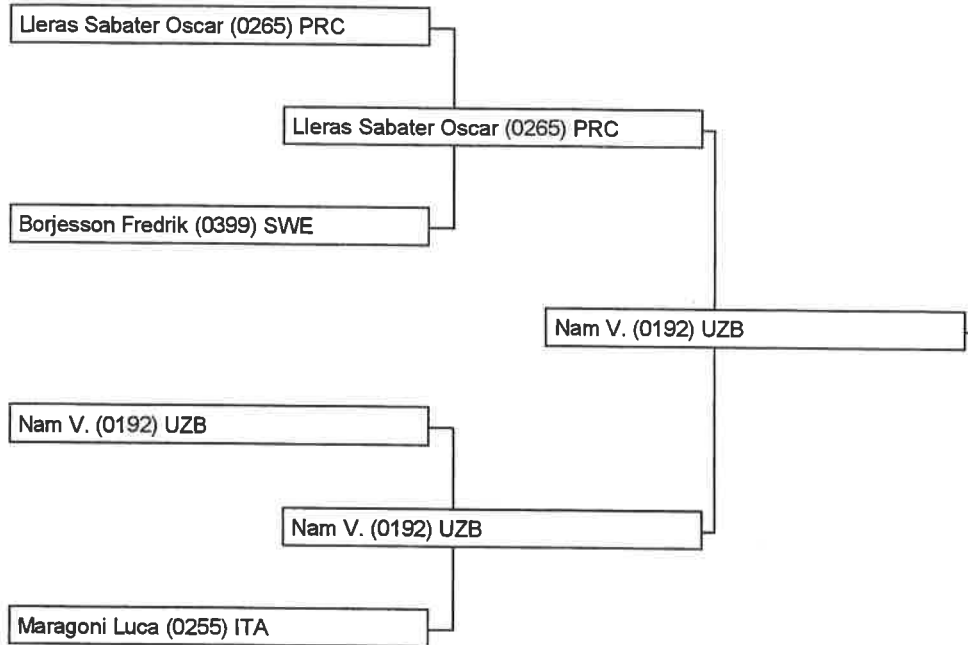 Lleras Sabater Oscar (0265) PRC
Lleras Sabater Oscar (0265) PRC
Borjesson Fredrik (0399) SWE
Nam V. (0192) UZB
Nam V. (0192) UZB
Nam V. (0192) UZB
Maragoni Luca (0255) ITA